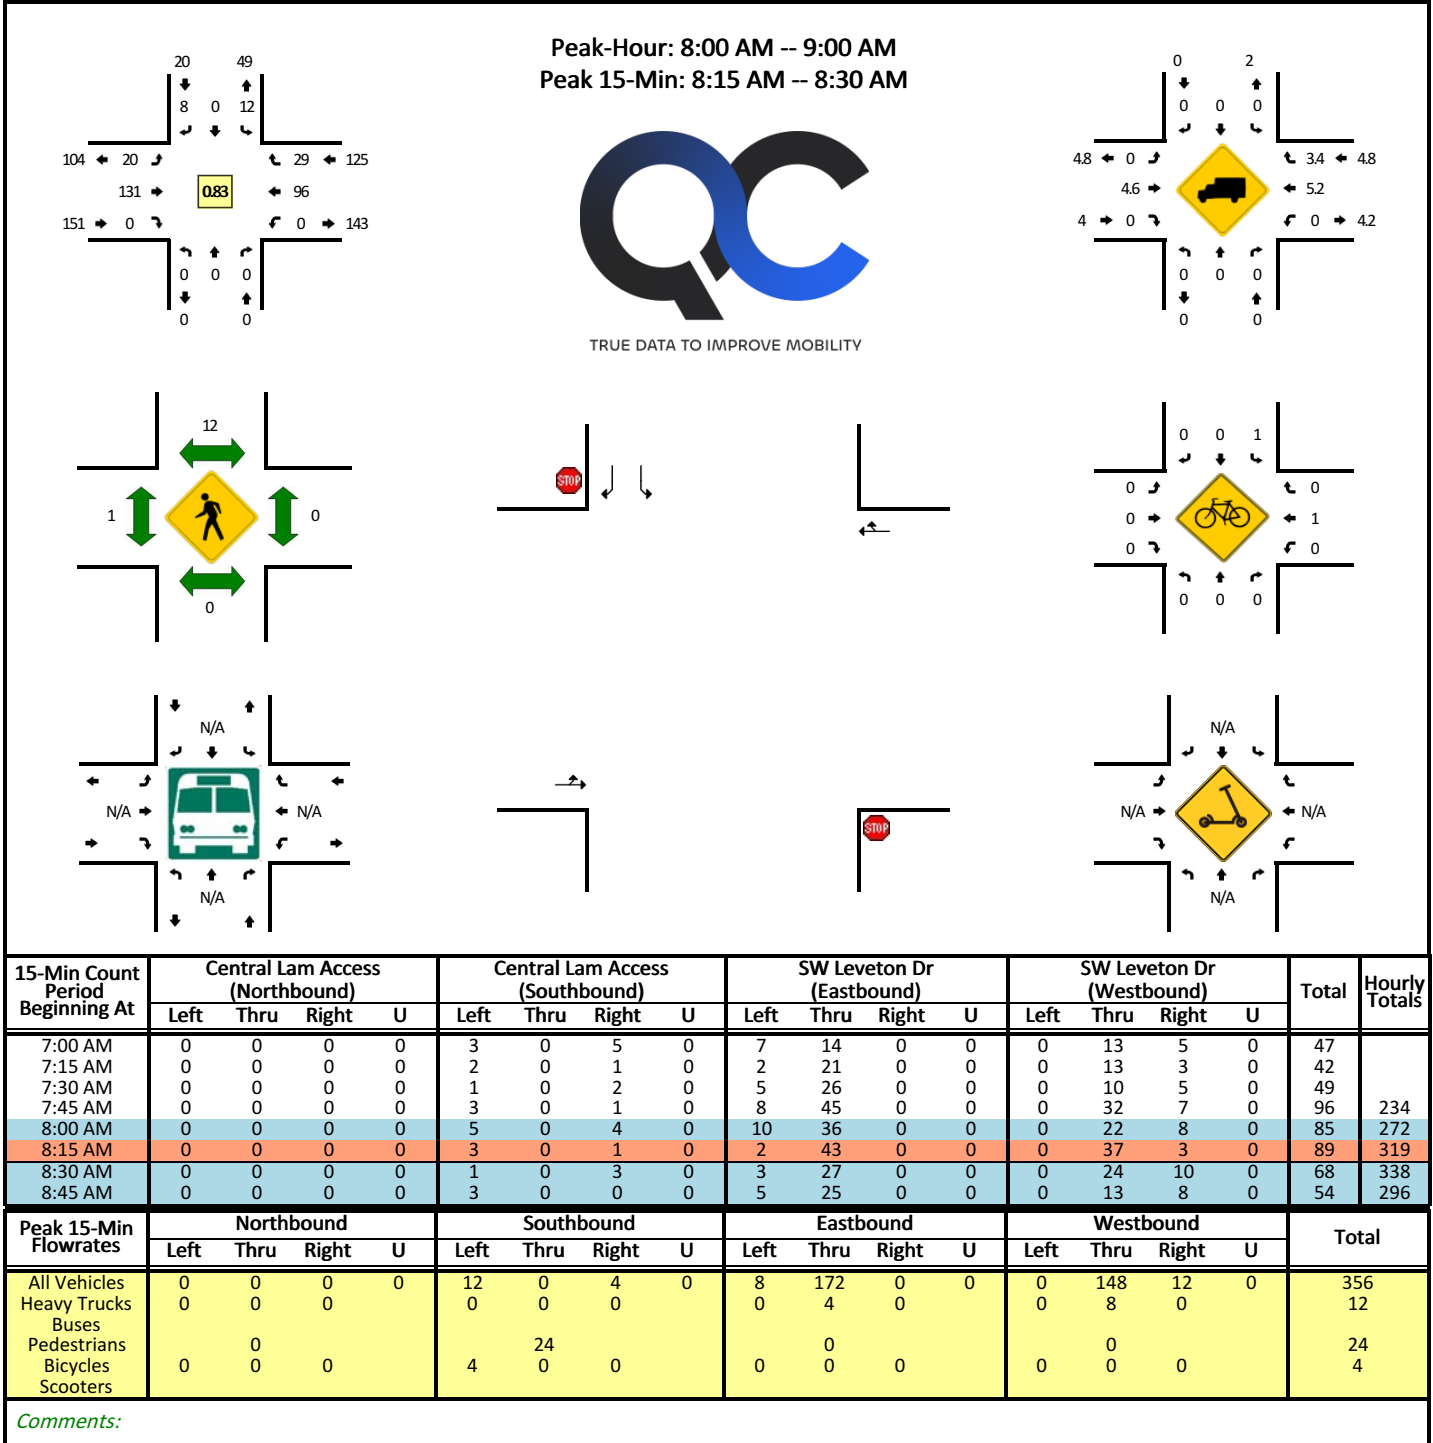 Peak-Hour: 8:00 AM -- 9:00 AM
Peak 15-Min: 8:15 AM -- 8:30 AM
20 49
8 0 12
104 20 29 125
131 0.83 96
151 0 0 143
0 0 0
0 0
TRUE DATA TO IMPROVE MOBILITY
0 2
0 0 0
4.8 0 3.4 4.8
4.6 5.2
4 0 0 4.2
0 0 0
0 0
12
1 0
0
STOP
STOP
0 0 1
0 0
0 1
0 0
0 0 0
N/A
N/A N/A
N/A
N/A
N/A N/A
N/A
15-Min Count Period Beginning At Central Lam Access (Northbound) Central Lam Access (Southbound) SW Leveton Dr (Eastbound) SW Leveton Dr (Westbound) Total Hourly Totals
Left Thru Right U Left Thru Right U Left Thru Right U Left Thru Right U
7:00 AM 0 0 0 0 3 0 5 0 7 14 0 0 0 13 5 0 47
7:15 AM 0 0 0 0 2 0 1 0 2 21 0 0 0 13 3 0 42
7:30 AM 0 0 0 0 1 0 2 0 5 26 0 0 0 10 5 0 49
7:45 AM 0 0 0 0 3 0 1 0 8 45 0 0 0 32 7 0 96 234
8:00 AM 0 0 0 0 5 0 4 0 10 36 0 0 0 22 8 0 85 272
8:15 AM 0 0 0 0 3 0 1 0 2 43 0 0 0 37 3 0 89 319
8:30 AM 0 0 0 0 1 0 3 0 3 27 0 0 0 24 10 0 68 338
8:45 AM 0 0 0 0 3 0 0 0 5 25 0 0 0 13 8 0 54 296
Peak 15-Min Flowrates Northbound Southbound Eastbound Westbound Total
Left Thru Right U Left Thru Right U Left Thru Right U Left Thru Right U
All Vehicles 0 0 0 0 12 0 4 0 8 172 0 0 0 148 12 0 356
Heavy Trucks 0 0 0 0 0 0 0 4 0 0 8 0 12
Buses
Pedestrians 0 24 0 0 24
Bicycles 0 0 0 4 0 0 0 0 0 0 0 0 4
Scooters
Comments: